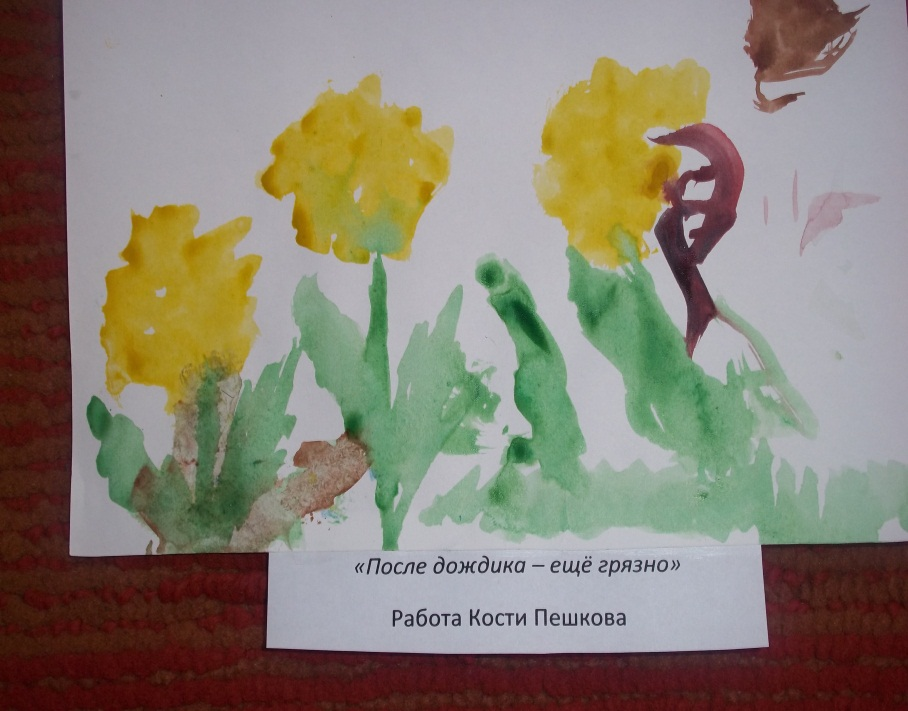 «После дождика – ещё грязно»
Работа Кости Пешкова